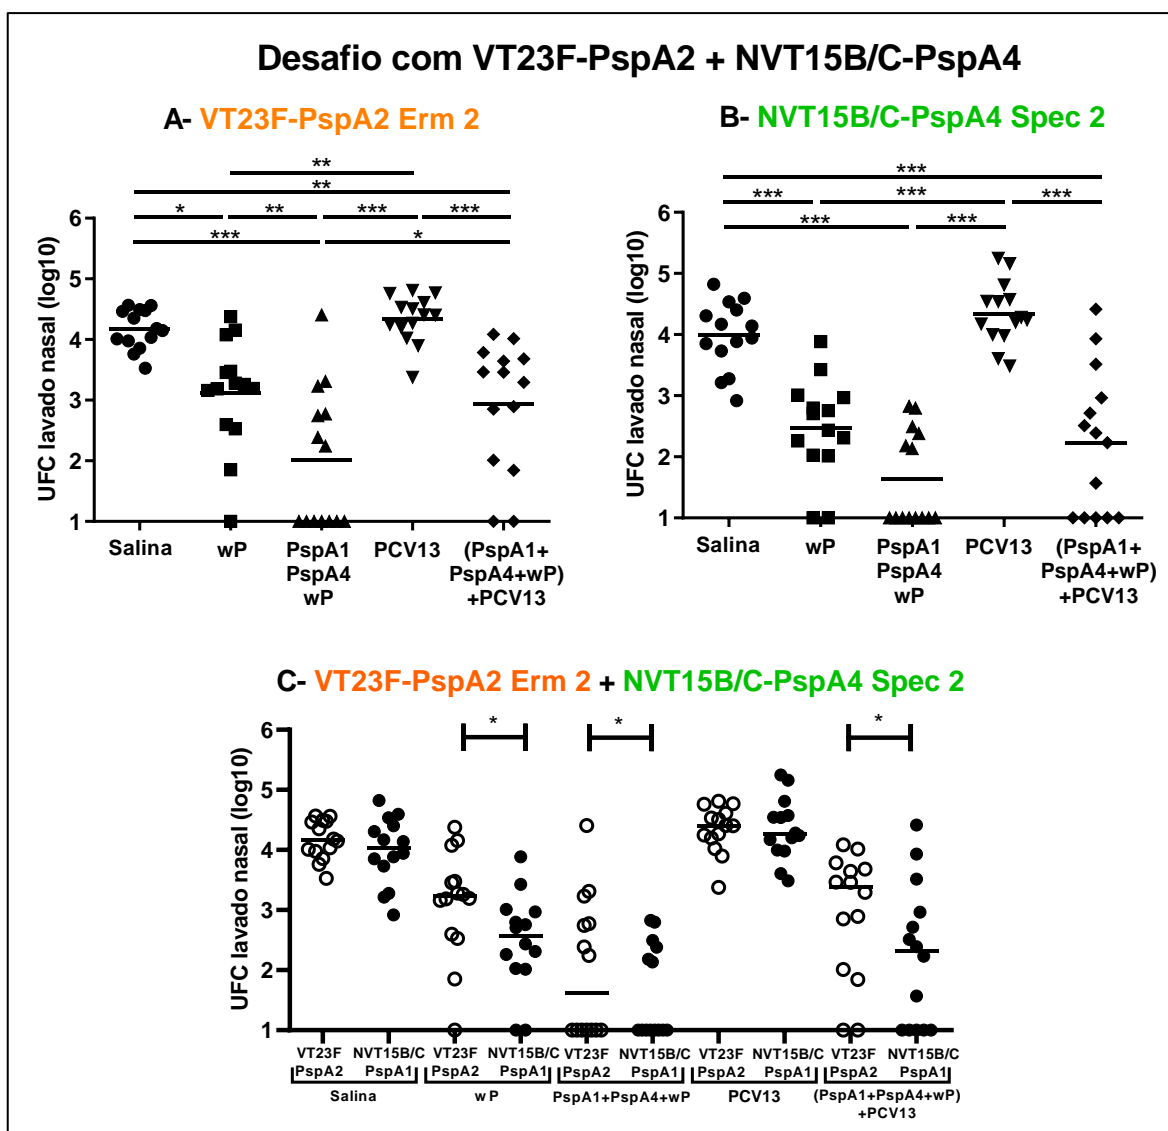 Desafio com VT23F-PspA2 + NVT15B/C-PspA4
A- VT23F-PspA2 Erm 2
**
**
* ** *** ***
*** *
UFC lavado nasal (log10)
6
5
4
3
2
1
Salina wP PspA1 PCV13 (PspA1+
PspA4 PspA4+wP)
wP +PCV13
B- NVT15B/C-PspA4 Spec 2
***
*** *** ***
*** ***
UFC lavado nasal (log10)
6
5
4
3
2
1
Salina wP PspA1 PCV13 (PspA1+
PspA4 PspA4+wP)
wP +PCV13
C- VT23F-PspA2 Erm 2 + NVT15B/C-PspA4 Spec 2
* * *
UFC lavado nasal (log10)
6
5
4
3
2
1
VT23F NVT15B/C VT23F NVT15B/C VT23F NVT15B/C VT23F NVT15B/C VT23F NVT15B/C
PspA2 PspA1 PspA2 PspA1 PspA2 PspA1 PspA2 PspA1 PspA2 PspA1
Salina wP PspA1+PspA4+wP PCV13 (PspA1+PspA4+wP)
+PCV13